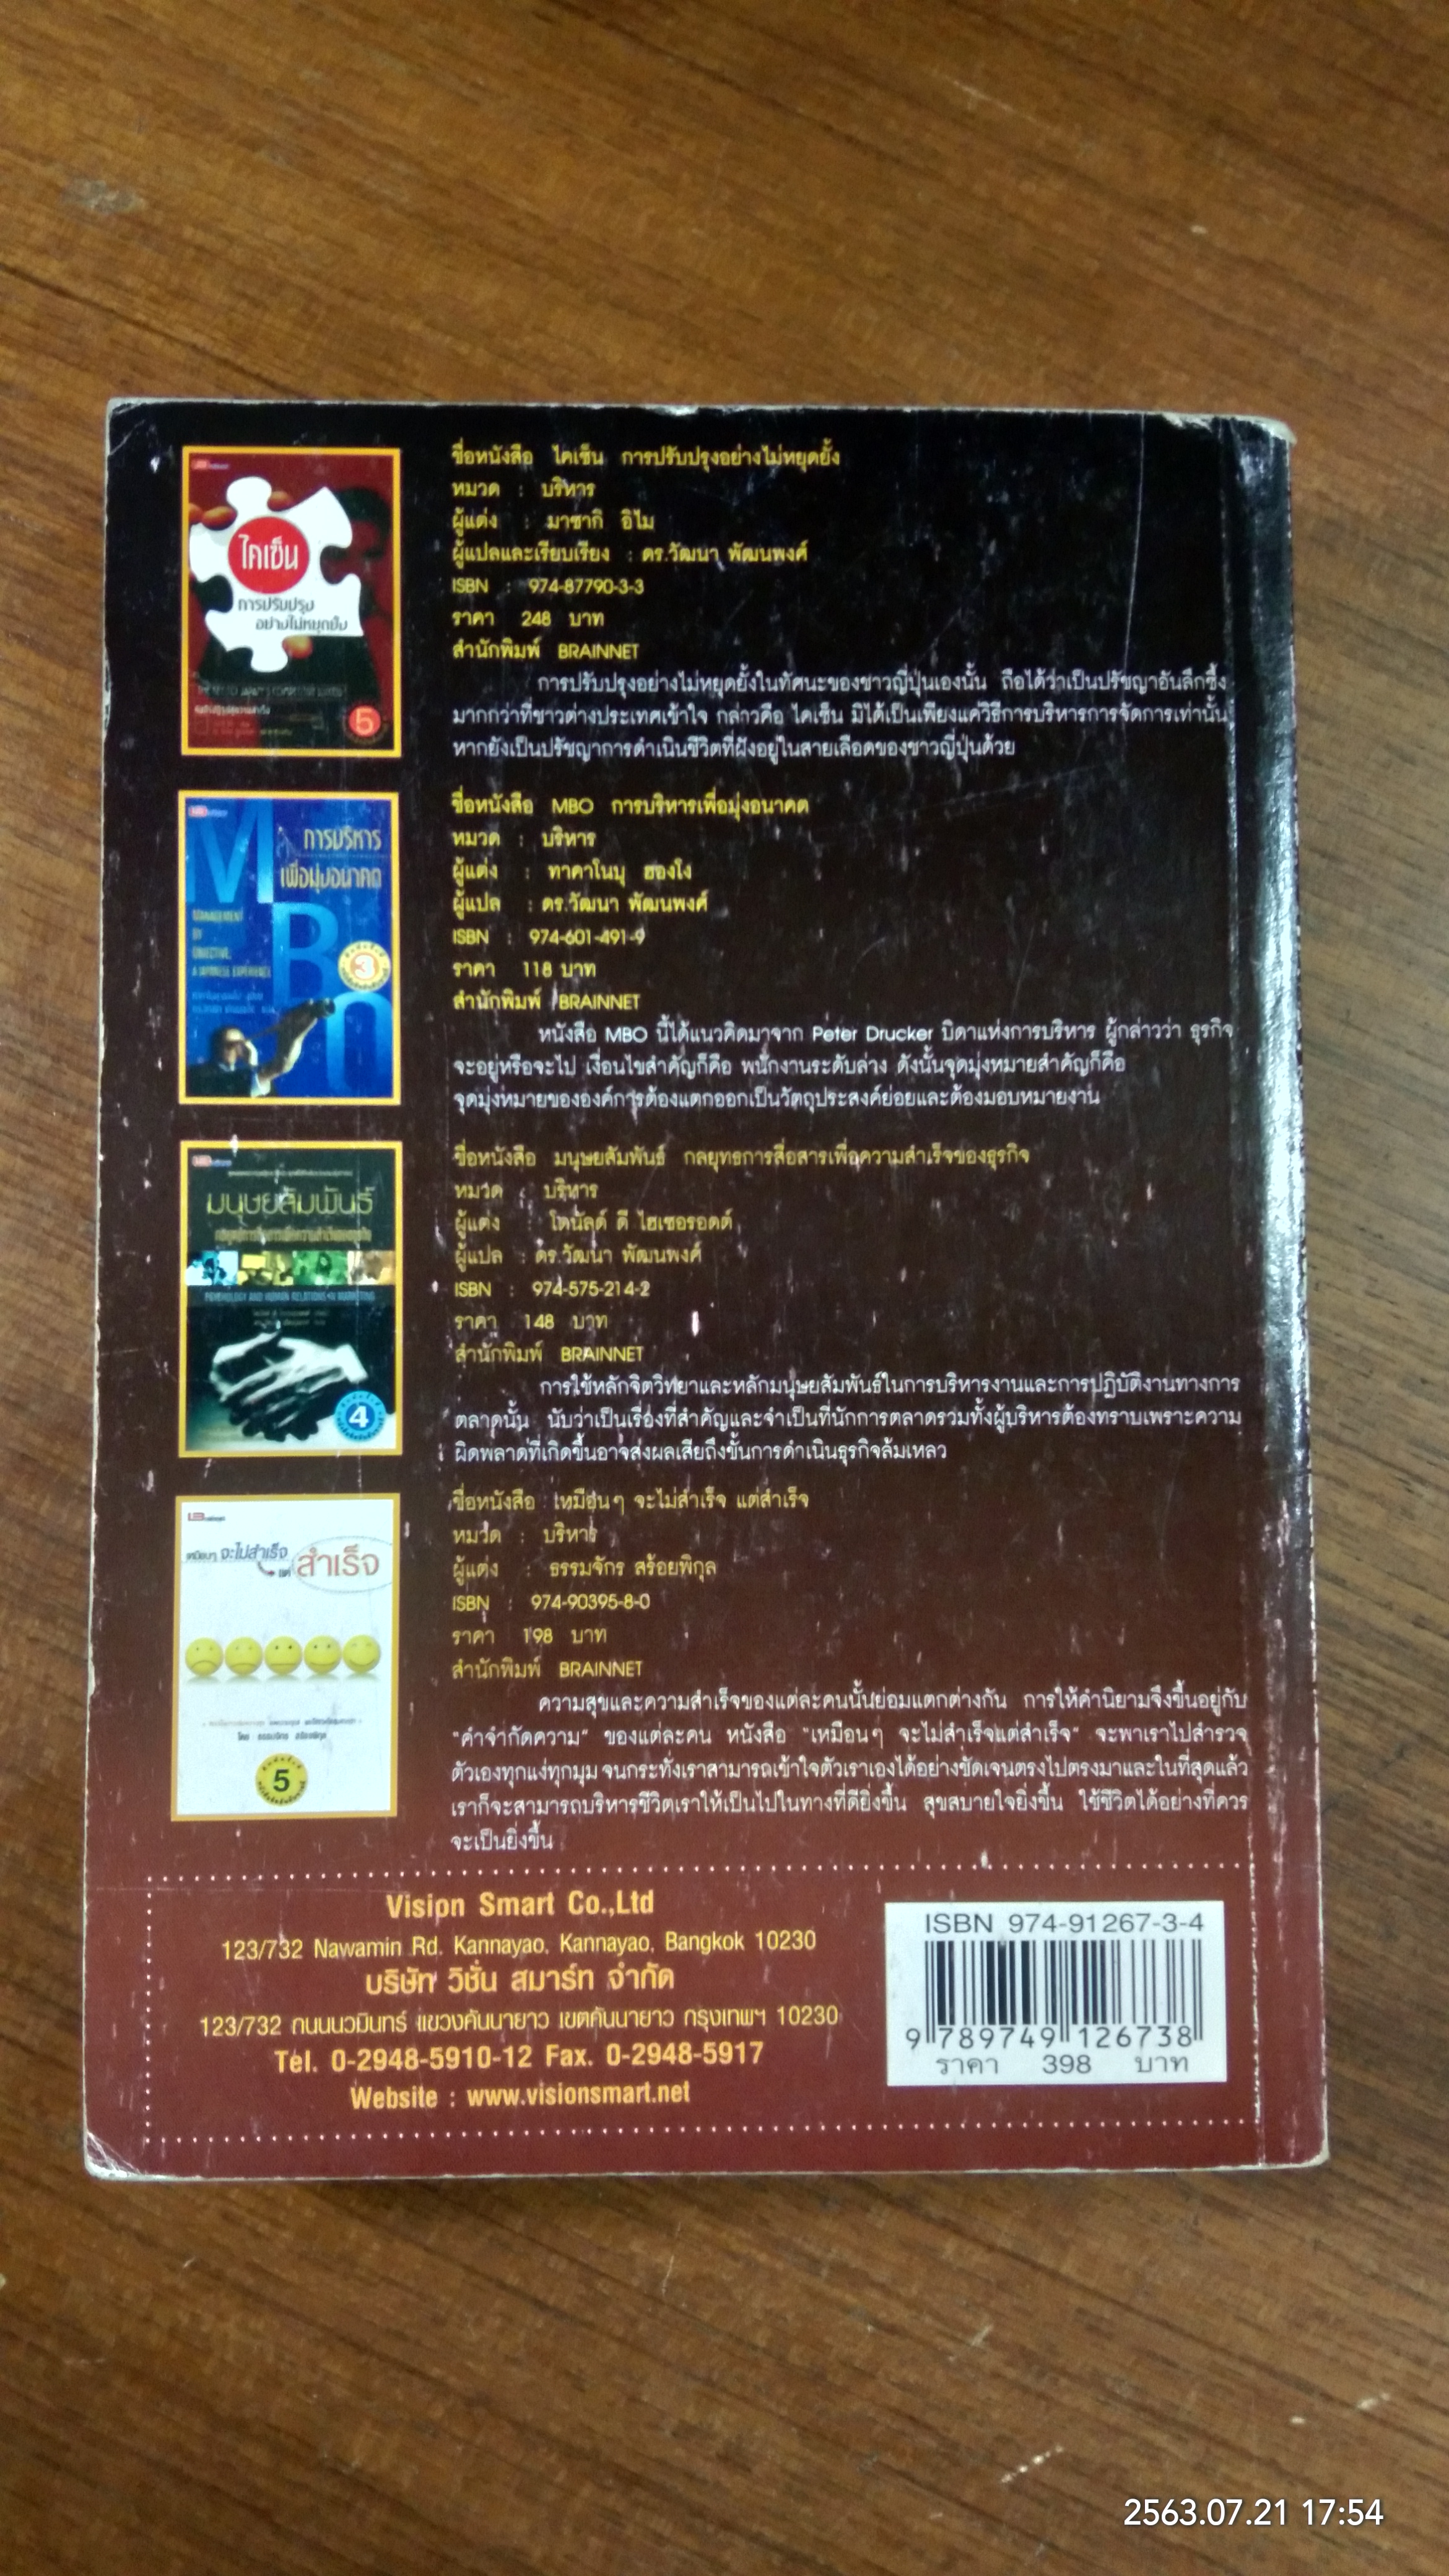 ไคเซ็น
การปรับปรุง
อย่างไม่หยุดยั้ง
5
ชื่อหนังสือ ไคเซ็น การปรับปรุงอย่างไม่หยุดยั้ง
หมวด : บริหาร
ผู้แต่ง : มาซากิ อิไม
ผู้แปลและเรียบเรียง : ดร.วัฒนา พัฒนพงศ์
ISBN : 974-87790-3-3
ราคา 248 บาท
สำนักพิมพ์ BRAINNET
การปรับปรุงอย่างไม่หยุดยั้งในทัศนะของชาวญี่ปุ่นเองนั้น ถือได้ว่าเป็นปรัชญาอันลึกซึ้ง
มากกว่าที่ชาวต่างประเทศเข้าใจ กล่าวคือ ไคเซ็น มิได้เป็นเพียงแค่วิธีการบริหารการจัดการเท่านั้น
หากยังเป็นปรัชญาการดำเนินชีวิตที่ฝังอยู่ในสายเลือดของชาวญี่ปุ่นด้วย
MBO
การบริหาร
เพื่อมุ่งอนาคต
MANAGEMENT
BY
OBJECTIVE,
A JAPANESE EXPERIENCE
3
ชื่อหนังสือ MBO การบริหารเพื่อมุ่งอนาคต
หมวด : บริหาร
ผู้แต่ง : ทาคาโนบุ ฮองโง
ผู้แปล : ดร.วัฒนา พัฒนพงศ์
ISBN : 974-601-491-9
ราคา 118 บาท
สำนักพิมพ์ BRAINNET
หนังสือ MBO นี้ได้แนวคิดมาจาก Peter Drucker บิดาแห่งการบริหาร ผู้กล่าวว่า ธุรกิจ
จะอยู่หรือจะไป เงื่อนไขสำคัญก็คือ พนักงานระดับล่าง ดังนั้นจุดมุ่งหมายสำคัญก็คือ
จุดมุ่งหมายขององค์การต้องแตกออกเป็นวัตถุประสงค์ย่อยและต้องมอบหมายงาน
มนุษยสัมพันธ์
กลยุทธการสื่อสารเพื่อความสำเร็จของธุรกิจ
PSYCHOLOGY AND HUMAN RELATIONS IN MARKETING
4
ชื่อหนังสือ มนุษยสัมพันธ์ กลยุทธการสื่อสารเพื่อความสำเร็จของธุรกิจ
หมวด : บริหาร
ผู้แต่ง : โดนัลด์ ดี ไฮเซอรอดต์
ผู้แปล : ดร.วัฒนา พัฒนพงศ์
ISBN : 974-575-214-2
ราคา 148 บาท
สำนักพิมพ์ BRAINNET
การใช้หลักจิตวิทยาและหลักมนุษยสัมพันธ์ในการบริหารงานและการปฏิบัติงานทางการ
ตลาดนั้น นับว่าเป็นเรื่องที่สำคัญและจำเป็นที่นักการตลาดรวมทั้งผู้บริหารต้องทราบเพราะความ
ผิดพลาดที่เกิดขึ้นอาจส่งผลเสียถึงขั้นการดำเนินธุรกิจล้มเหลว
เหมือนๆ จะไม่สำเร็จ
แต่ สำเร็จ
โดย ธรรมจักร สร้อยพิกุล
5
ชื่อหนังสือ เหมือนๆ จะไม่สำเร็จ แต่สำเร็จ
หมวด : บริหาร
ผู้แต่ง : ธรรมจักร สร้อยพิกุล
ISBN : 974-90395-8-0
ราคา 198 บาท
สำนักพิมพ์ BRAINNET
ความสุขและความสำเร็จของแต่ละคนนั้นย่อมแตกต่างกัน การให้คำนิยามจึงขึ้นอยู่กับ
"คำจำกัดความ" ของแต่ละคน หนังสือ "เหมือนๆ จะไม่สำเร็จแต่สำเร็จ" จะพาเราไปสำรวจ
ตัวเองทุกแง่ทุกมุม จนกระทั่งเราสามารถเข้าใจตัวเราเองได้อย่างชัดเจนตรงไปตรงมาและในที่สุดแล้ว
เราก็จะสามารถบริหารชีวิตเราให้เป็นไปในทางที่ดียิ่งขึ้น สุขสบายใจยิ่งขึ้น ใช้ชีวิตได้อย่างที่ควร
จะเป็นยิ่งขึ้น
Vision Smart Co.,Ltd
123/732 Nawamin Rd. Kannayao, Kannayao, Bangkok 10230
บริษัท วิชั่น สมาร์ท จำกัด
123/732 ถนนนวมินทร์ แขวงคันนายาว เขตคันนายาว กรุงเทพฯ 10230
Tel. 0-2948-5910-12 Fax. 0-2948-5917
Website : www.visionsmart.net
ISBN 974-91267-3-4
9 789749 126738
ราคา 398 บาท
2563.07.21 17:54